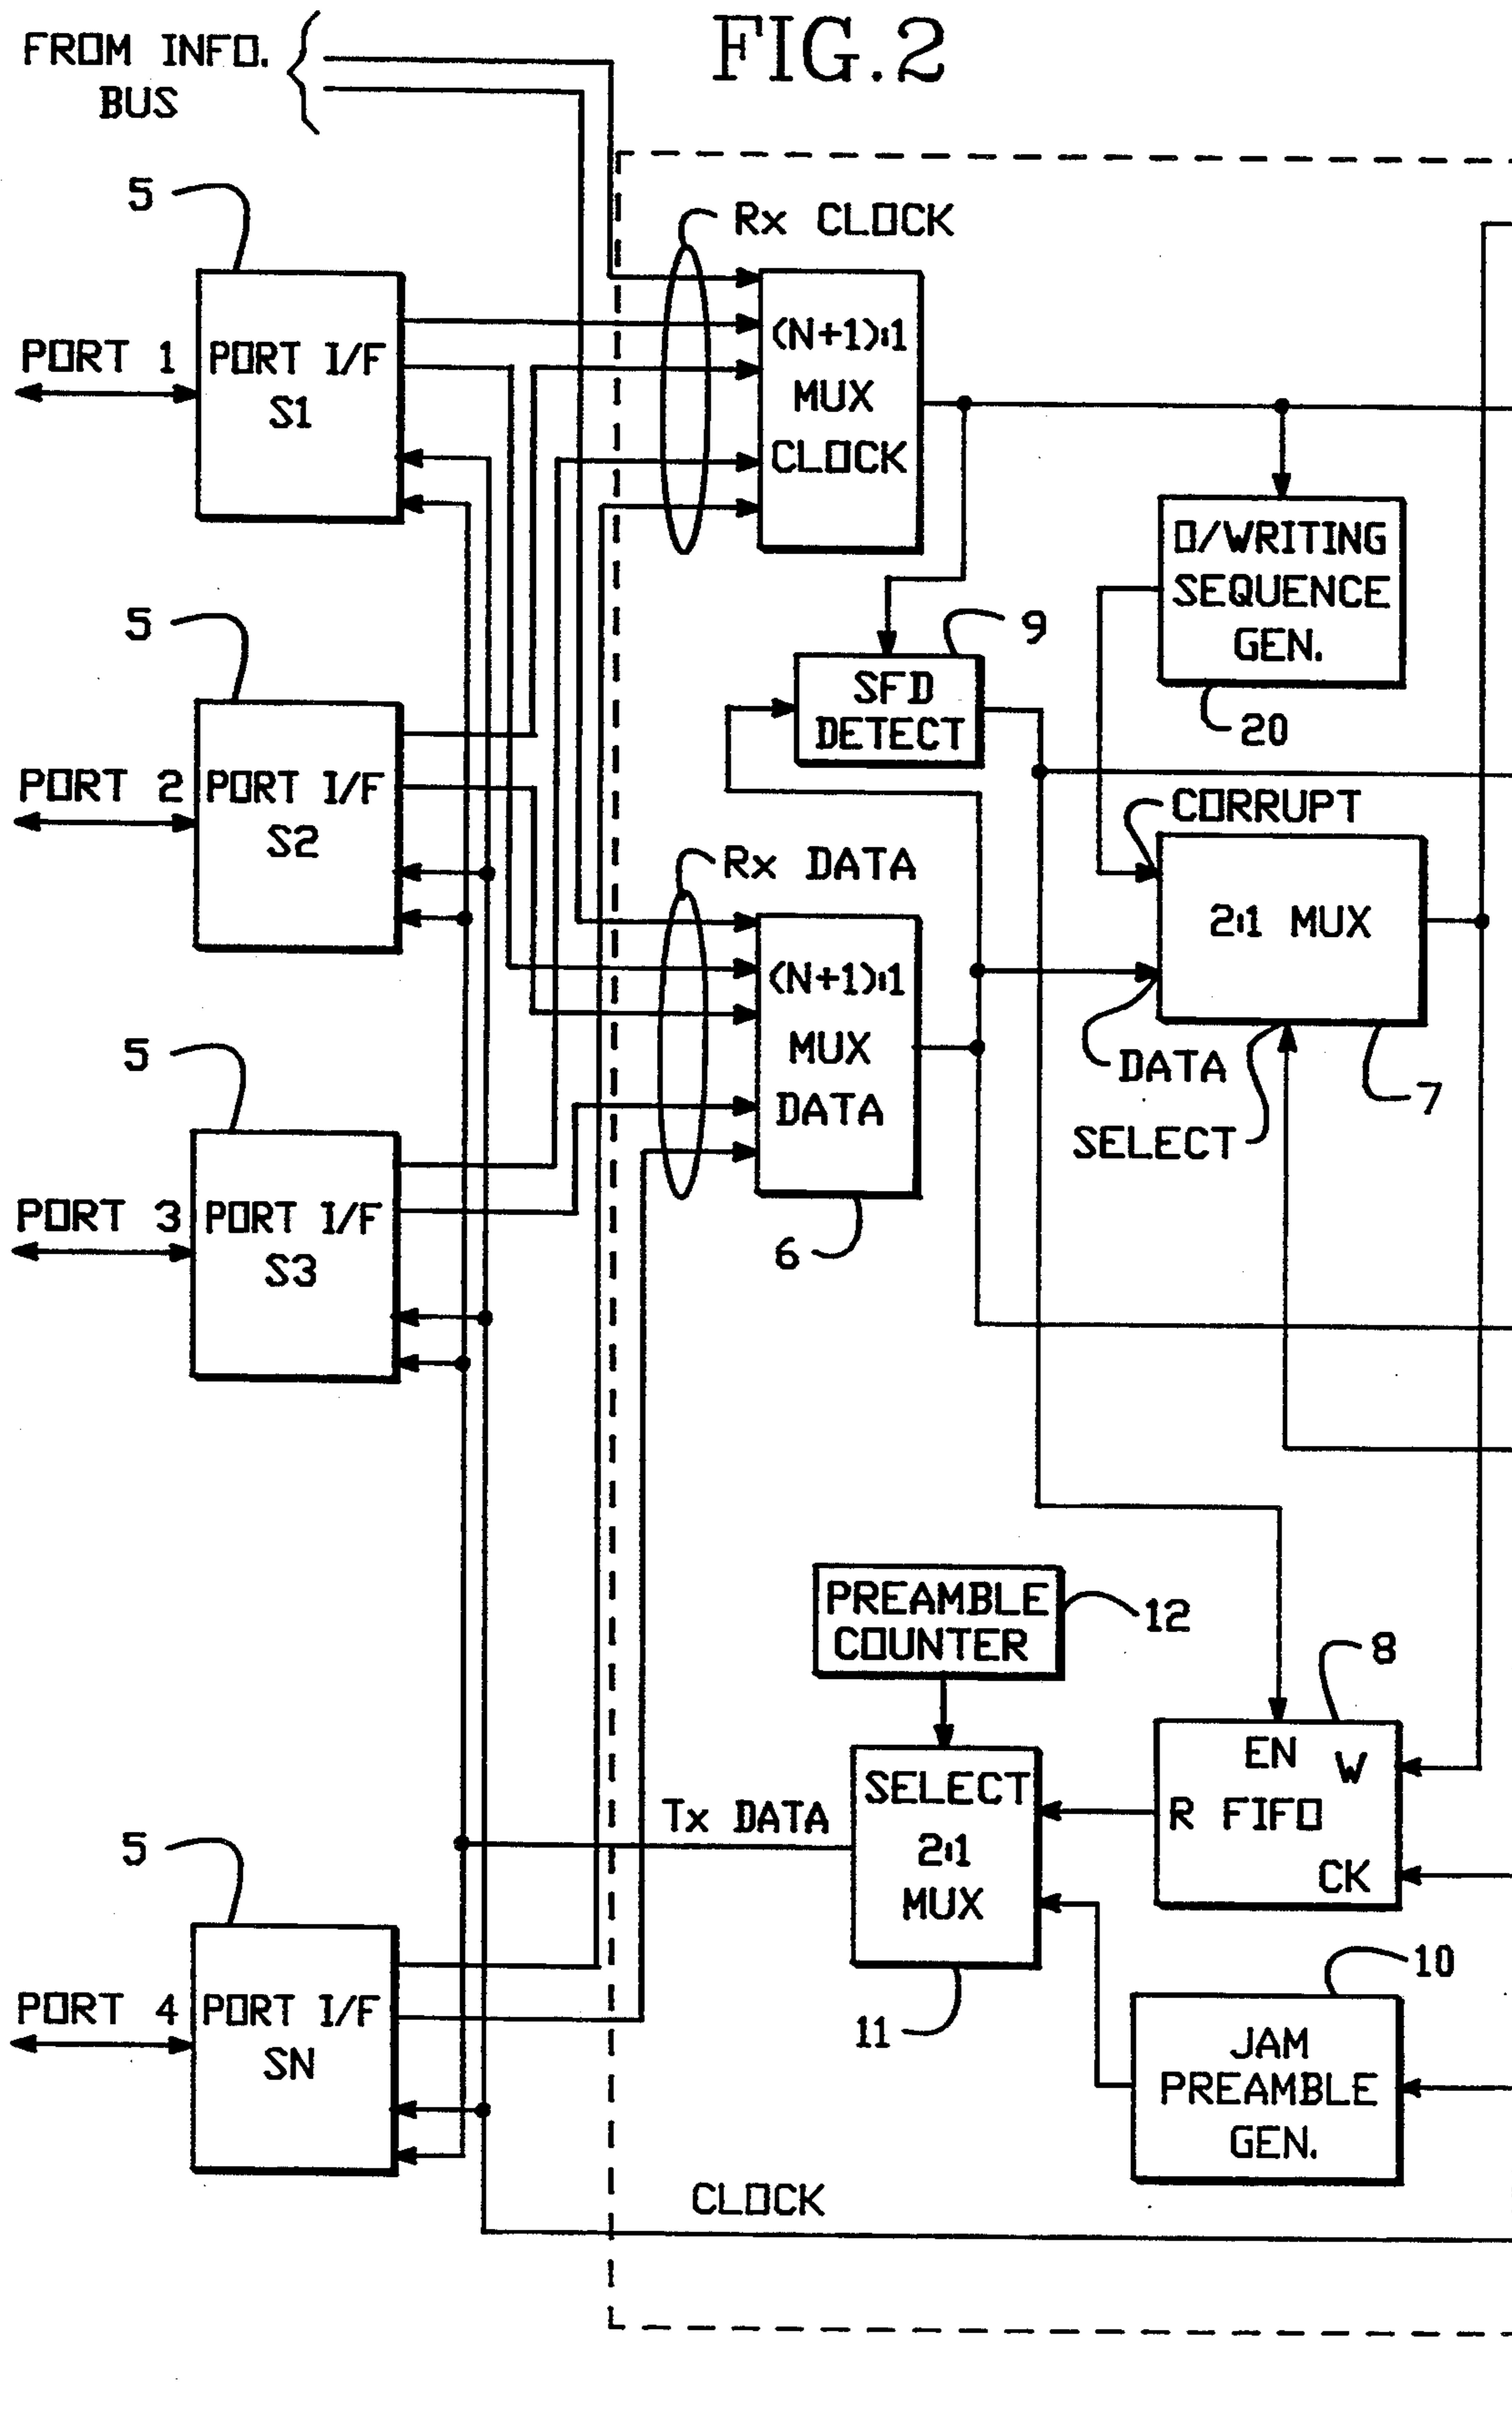 FIG.2
FROM INFO.
BUS
5
Rx CLOCK
PORT 1
PORT I/F
S1
(N+1):1
MUX
CLOCK
O/WRITING
SEQUENCE
GEN.
20
5
9
SFD
DETECT
PORT 2
PORT I/F
S2
CORRUPT
Rx DATA
2:1 MUX
(N+1):1
MUX
DATA
DATA
SELECT
7
6
5
PORT 3
PORT I/F
S3
PREAMBLE
COUNTER
12
8
EN
W
R FIFO
CK
SELECT
2:1
MUX
Tx DATA
11
5
PORT 4
PORT I/F
SN
10
JAM
PREAMBLE
GEN.
CLOCK